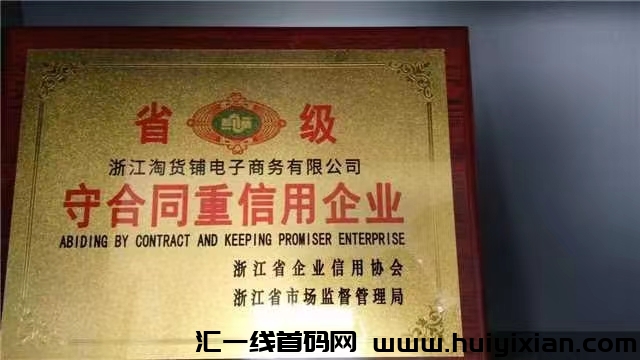 省 级
浙江淘货铺电子商务有限公司
守合同重信用企业
ABIDING BY CONTRACT AND KEEPING PROMISER ENTERPRISE
浙江省企业信用协会
浙江省市场监督管理局
汇一线首码网 www.huiyixian.com